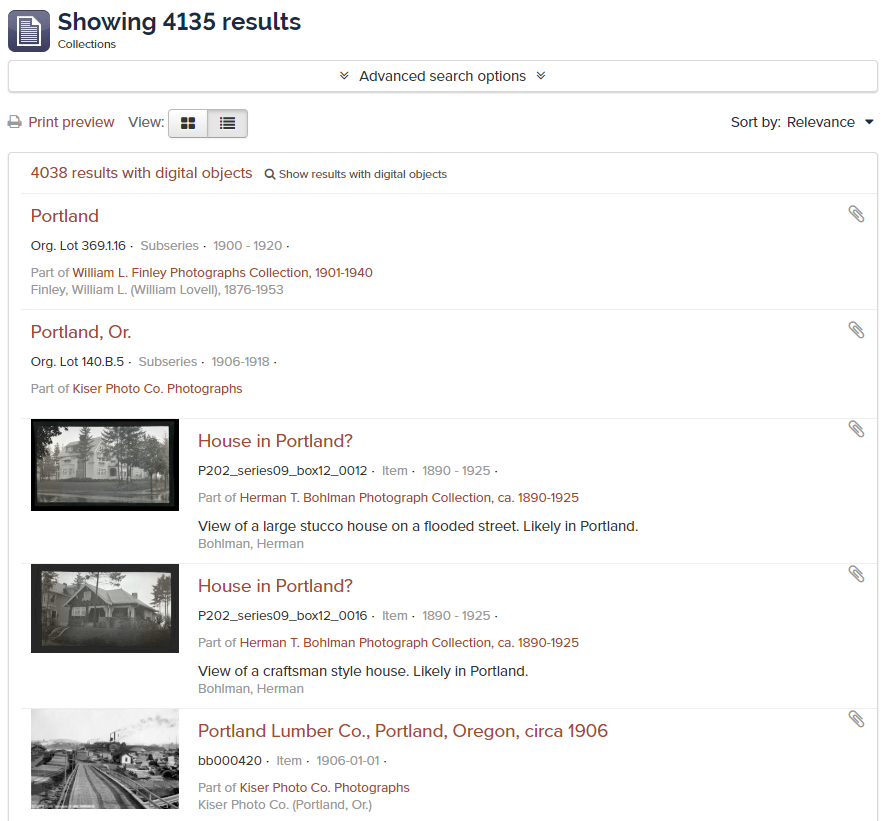 Showing 4135 results
Collections
Advanced search options
Print preview View: Sort by: Relevance
4038 results with digital objects Show results with digital objects
Portland
Org. Lot 369.1.16 · Subseries · 1900 - 1920 ·
Part of William L. Finley Photographs Collection, 1901-1940
Finley, William L. (William Lovell), 1876-1953
Portland, Or.
Org. Lot 140.B.5 · Subseries · 1906-1918 ·
Part of Kiser Photo Co. Photographs
House in Portland?
P202_series09_box12_0012 · Item · 1890 - 1925 ·
Part of Herman T. Bohlman Photograph Collection, ca. 1890-1925
View of a large stucco house on a flooded street. Likely in Portland.
Bohlman, Herman
House in Portland?
P202_series09_box12_0016 · Item · 1890 - 1925 ·
Part of Herman T. Bohlman Photograph Collection, ca. 1890-1925
View of a craftsman style house. Likely in Portland.
Bohlman, Herman
Portland Lumber Co., Portland, Oregon, circa 1906
bb000420 · Item · 1906-01-01 ·
Part of Kiser Photo Co. Photographs
Kiser Photo Co. (Portland, Or.)